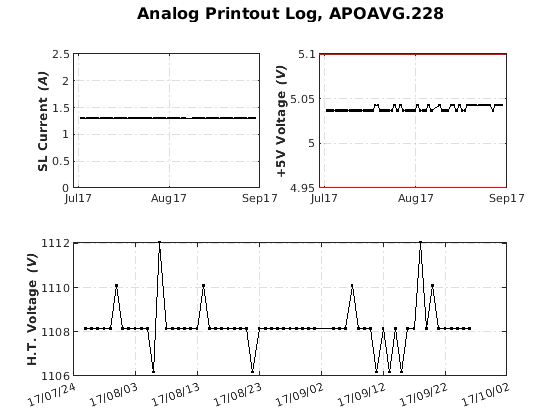 Analog Printout Log, APOAVG.228
SL Current (A)
2.5
2
1.5
1
0.5
0
Jul17 Aug17 Sep17
+5V Voltage (V)
5.1
5.05
5
4.95
Jul17 Aug17 Sep17
H.T. Voltage (V)
1112
1110
1108
1106
17/07/24 17/08/03 17/08/13 17/08/23 17/09/02 17/09/12 17/09/22 17/10/02